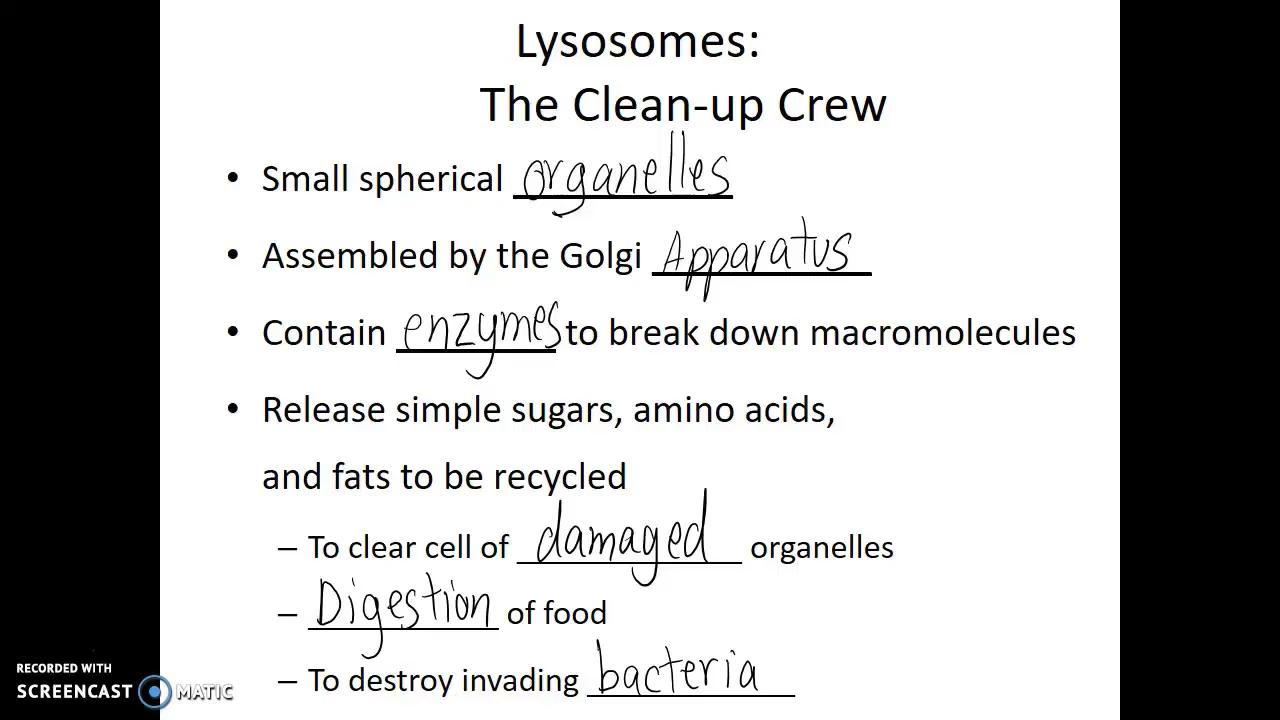 Lysosomes:
The Clean-up Crew
• Small spherical organelles
• Assembled by the Golgi Apparatus
• Contain enzymes to break down macromolecules
• Release simple sugars, amino acids,
and fats to be recycled
– To clear cell of damaged organelles
– Digestion of food
– To destroy invading bacteria
RECORDED WITH
SCREENCAST MATIC